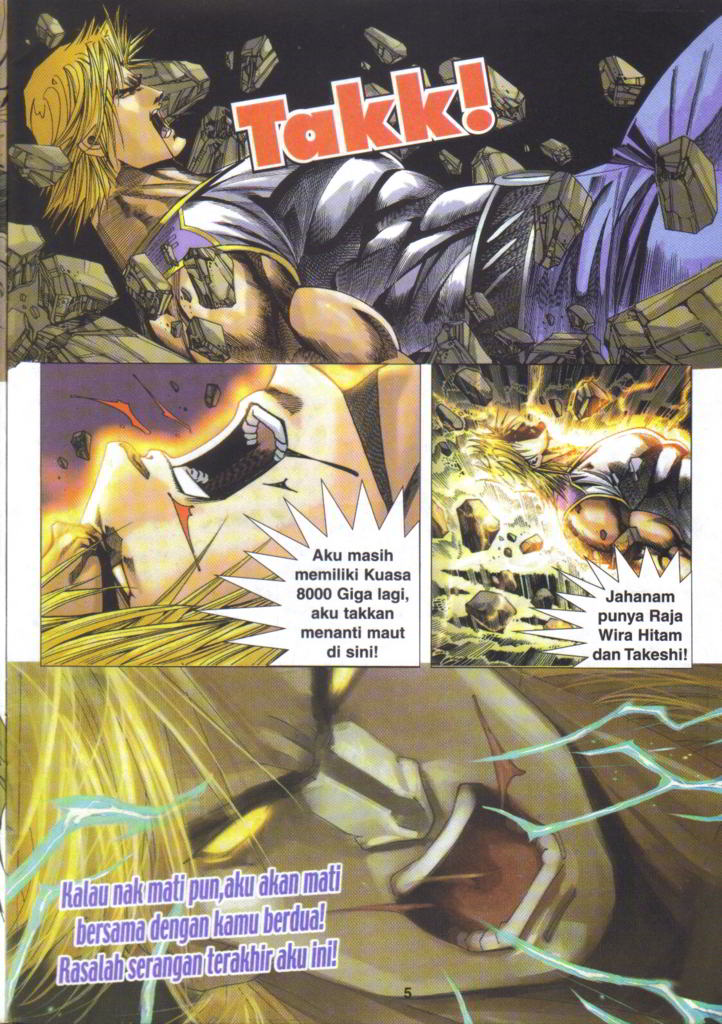 Takk!
Aku masih
memiliki Kuasa
8000 Giga lagi,
aku takkan
menanti maut
di sini!
Jahanam
punya Raja
Wira Hitam
dan Takeshi!
Kalau nak mati pun,aku akan mati
bersama dengan kamu berdua!
Rasalah serangan terakhir aku ini!
5